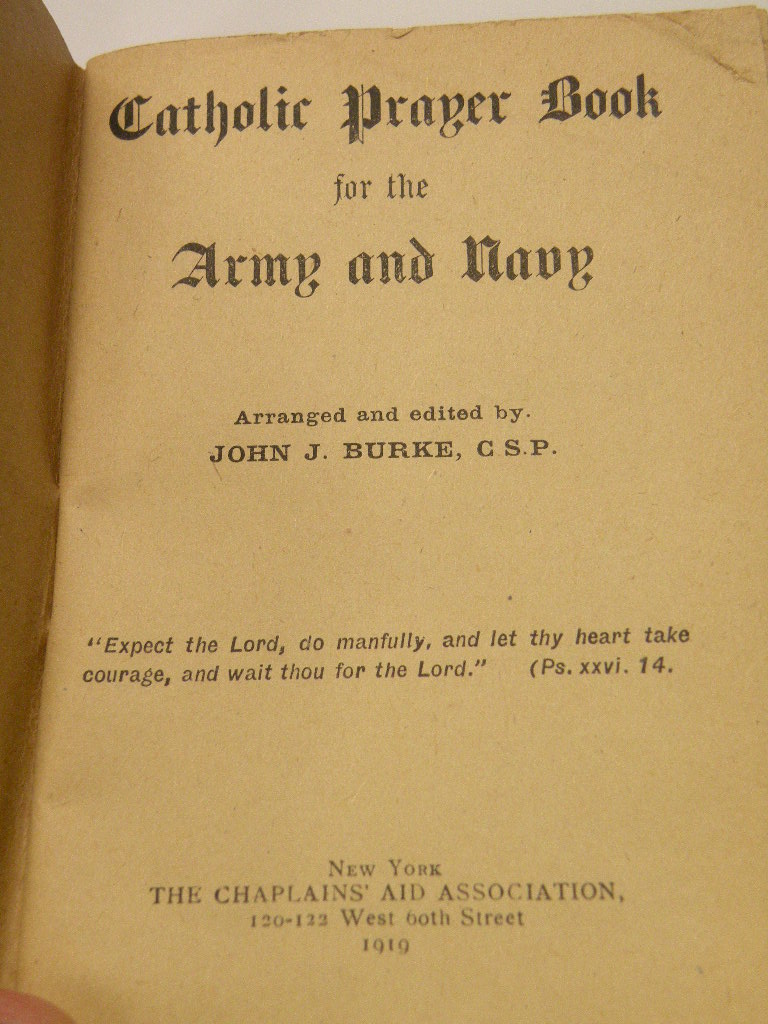 Catholic Prayer Book
for the
Army and Navy
Arranged and edited by.
JOHN J. BURKE, C S.P.
"Expect the Lord, do manfully, and let thy heart take
courage, and wait thou for the Lord." (Ps. xxvi. 14.
NEW YORK
THE CHAPLAINS' AID ASSOCIATION,
120-122 West 60th Street
1919